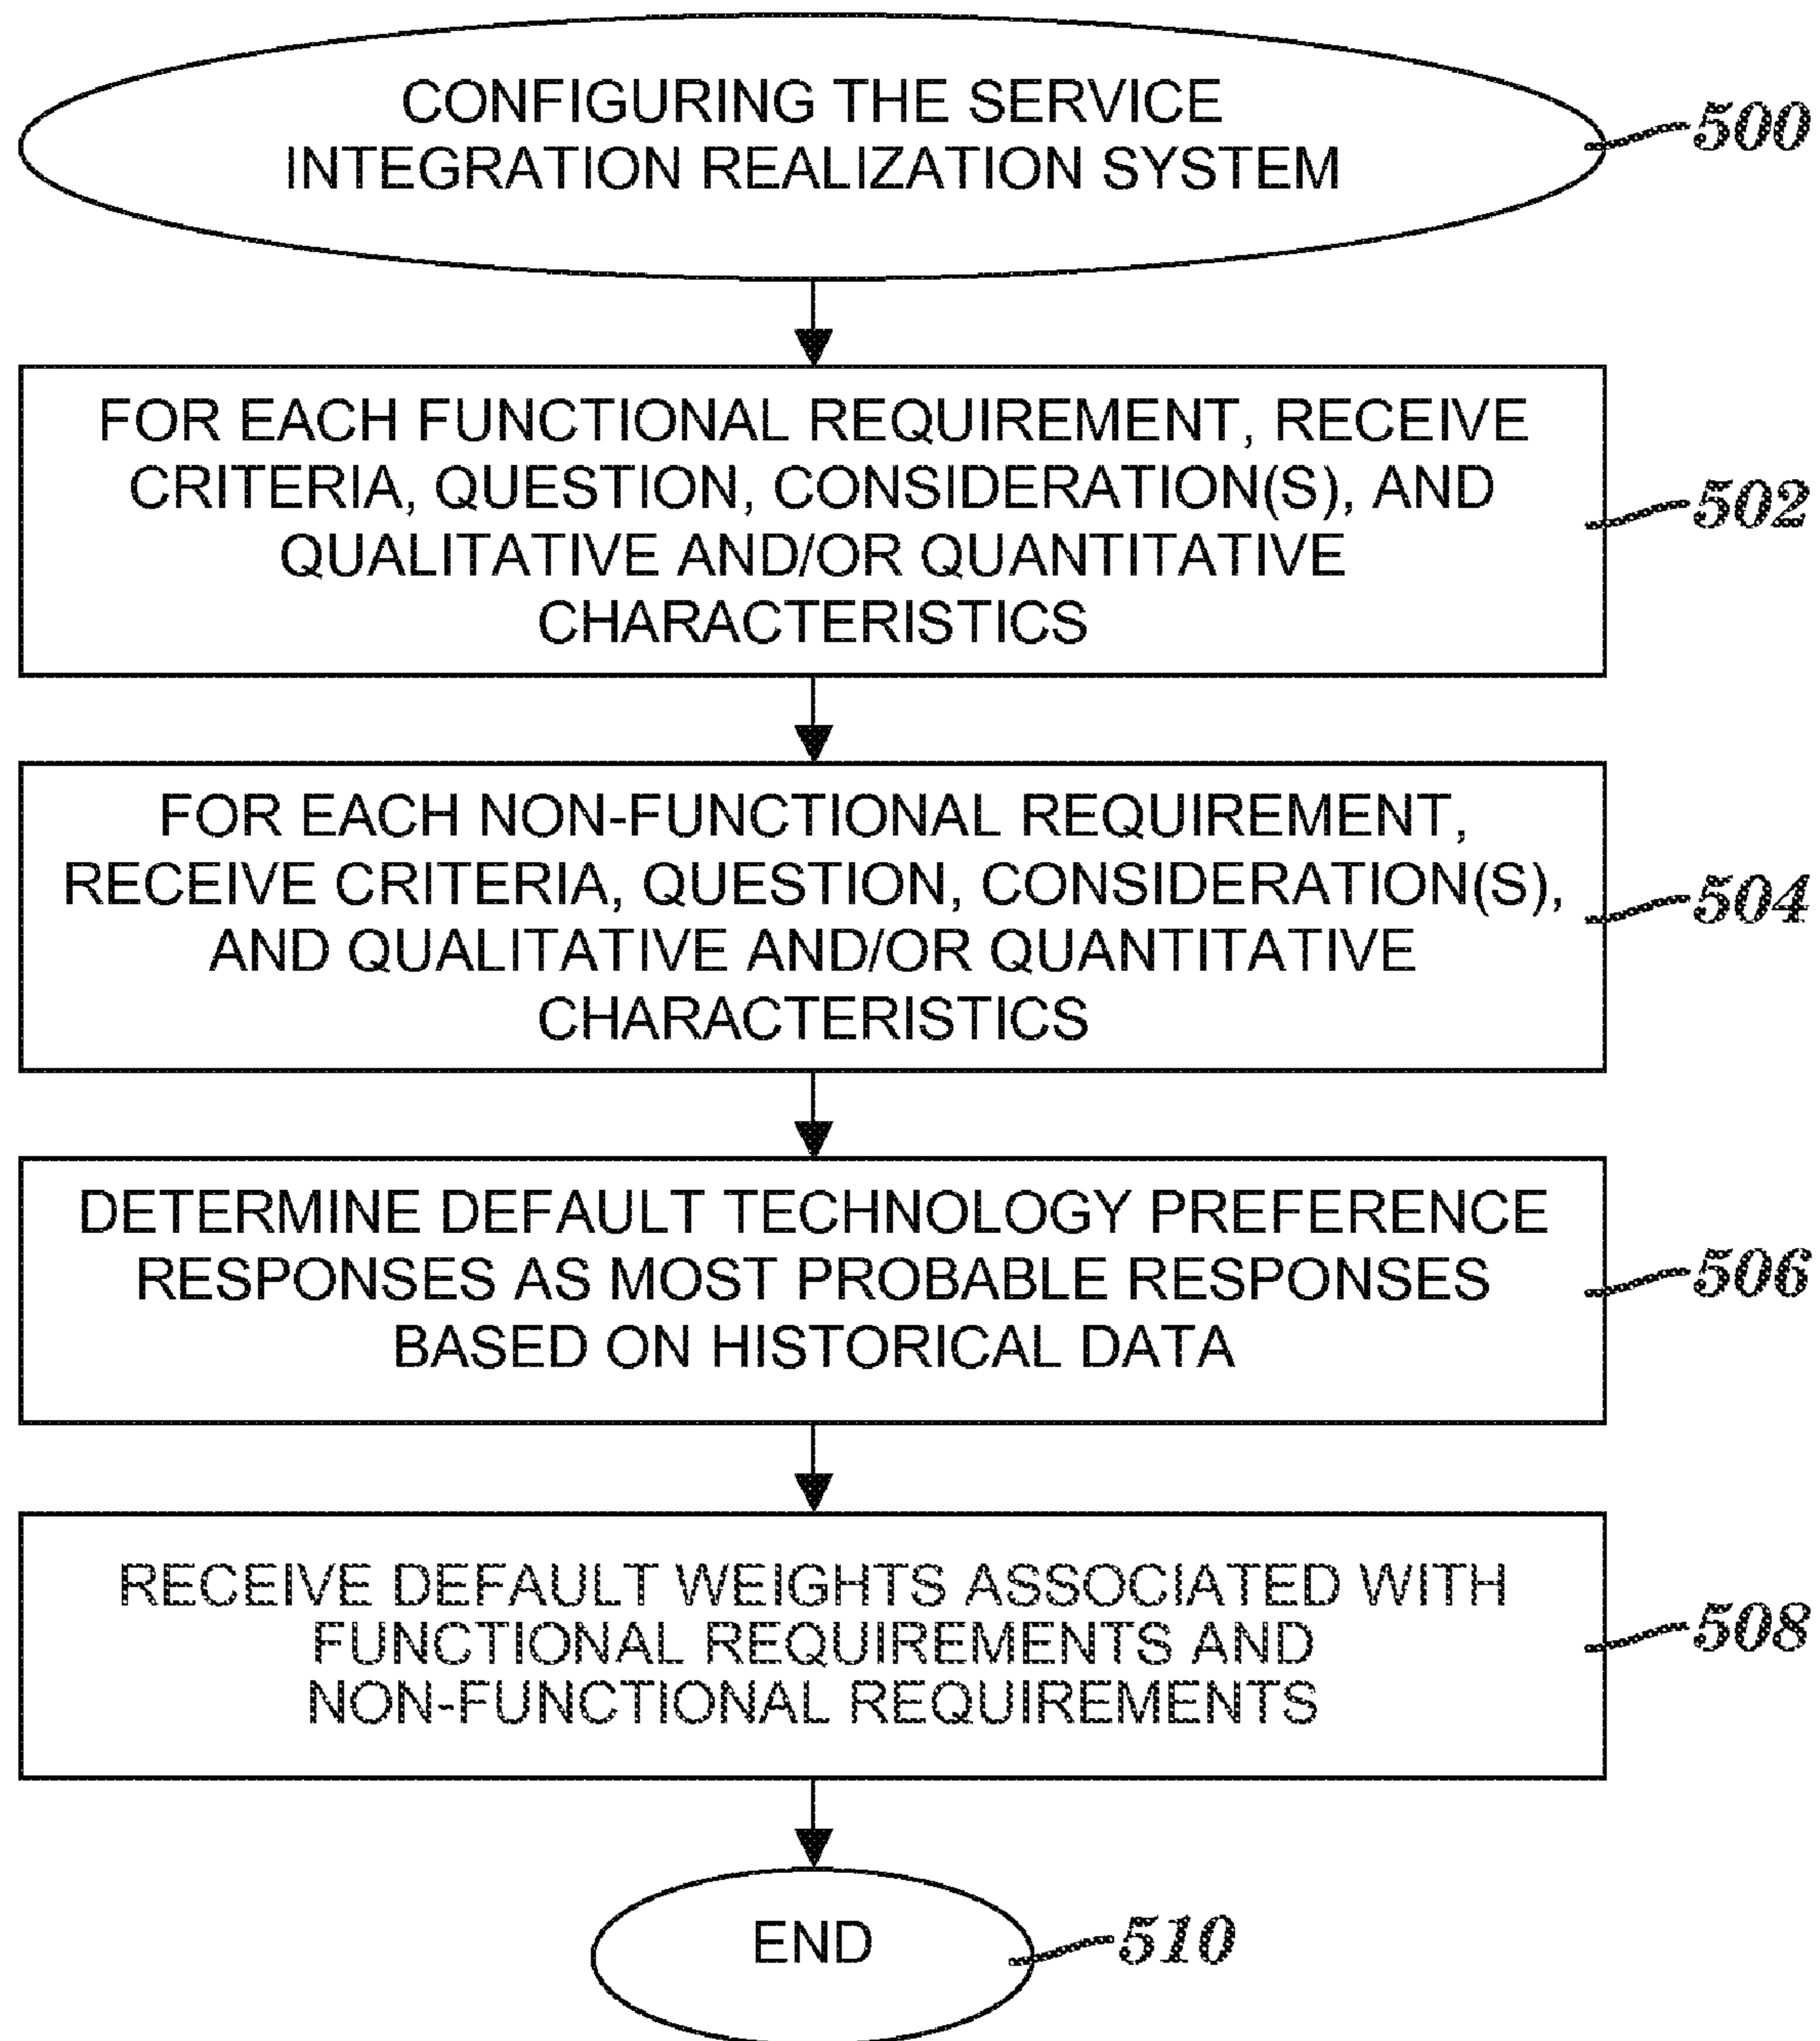 CONFIGURING THE SERVICE
INTEGRATION REALIZATION SYSTEM
500
FOR EACH FUNCTIONAL REQUIREMENT, RECEIVE
CRITERIA, QUESTION, CONSIDERATION(S), AND
QUALITATIVE AND/OR QUANTITATIVE
CHARACTERISTICS
502
FOR EACH NON-FUNCTIONAL REQUIREMENT,
RECEIVE CRITERIA, QUESTION, CONSIDERATION(S),
AND QUALITATIVE AND/OR QUANTITATIVE
CHARACTERISTICS
504
DETERMINE DEFAULT TECHNOLOGY PREFERENCE
RESPONSES AS MOST PROBABLE RESPONSES
BASED ON HISTORICAL DATA
506
RECEIVE DEFAULT WEIGHTS ASSOCIATED WITH
FUNCTIONAL REQUIREMENTS AND
NON-FUNCTIONAL REQUIREMENTS
508
END
510